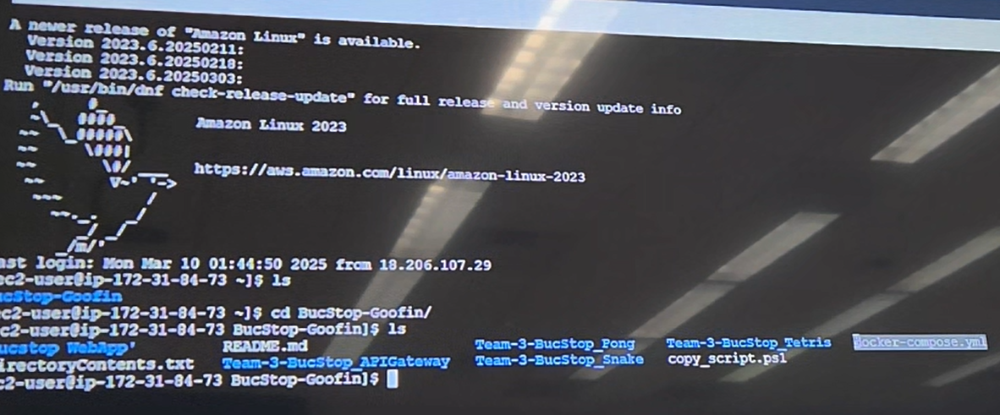 A newer release of "Amazon Linux" is available.
Version 2023.6.20250211:
Version 2023.6.20250218:
Version 2023.6.20250303:
Run "/usr/bin/dnf check-release-update" for full release and version update info
Amazon Linux 2023
https://aws.amazon.com/linux/amazon-linux-2023
ast login: Mon Mar 10 01:44:50 2025 from 18.206.107.29
ec2-user@ip-172-31-84-73 ~]$ ls
ucStop-Goofin
ec2-user@ip-172-31-84-73 ~]$ cd BucStop-Goofin/
c2-user@ip-172-31-84-73 BucStop-Goofin]$ ls
ucstop WebApp' README.md Team-3-BucStop_Pong Team-3-BucStop_Tetris docker-compose.yml
irectoryContents.txt Team-3-BucStop_APIGateway Team-3-BucStop_Snake copy_script.ps1
c2-user@ip-172-31-84-73 BucStop-Goofin]$